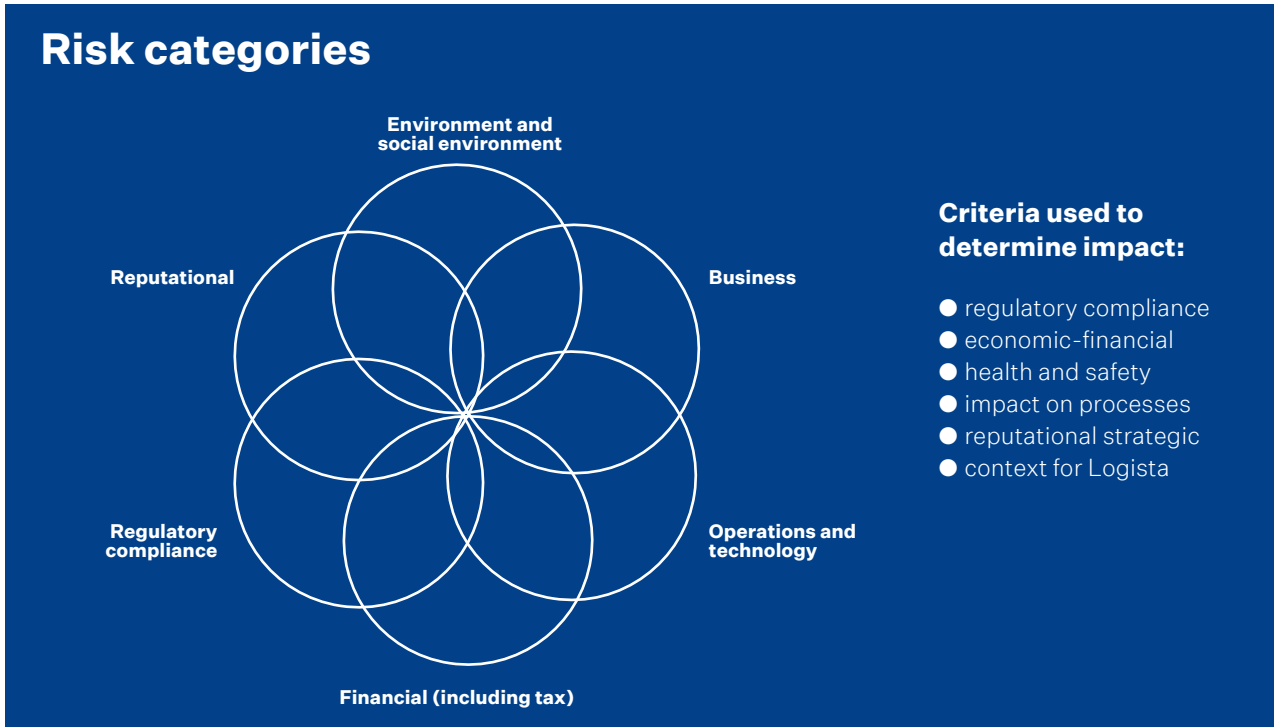 Risk categories
Environment and
social environment
Reputational
Business
Regulatory
compliance
Operations and
technology
Financial (including tax)
Criteria used to
determine impact:
● regulatory compliance
● economic-financial
● health and safety
● impact on processes
● reputational strategic
● context for Logista